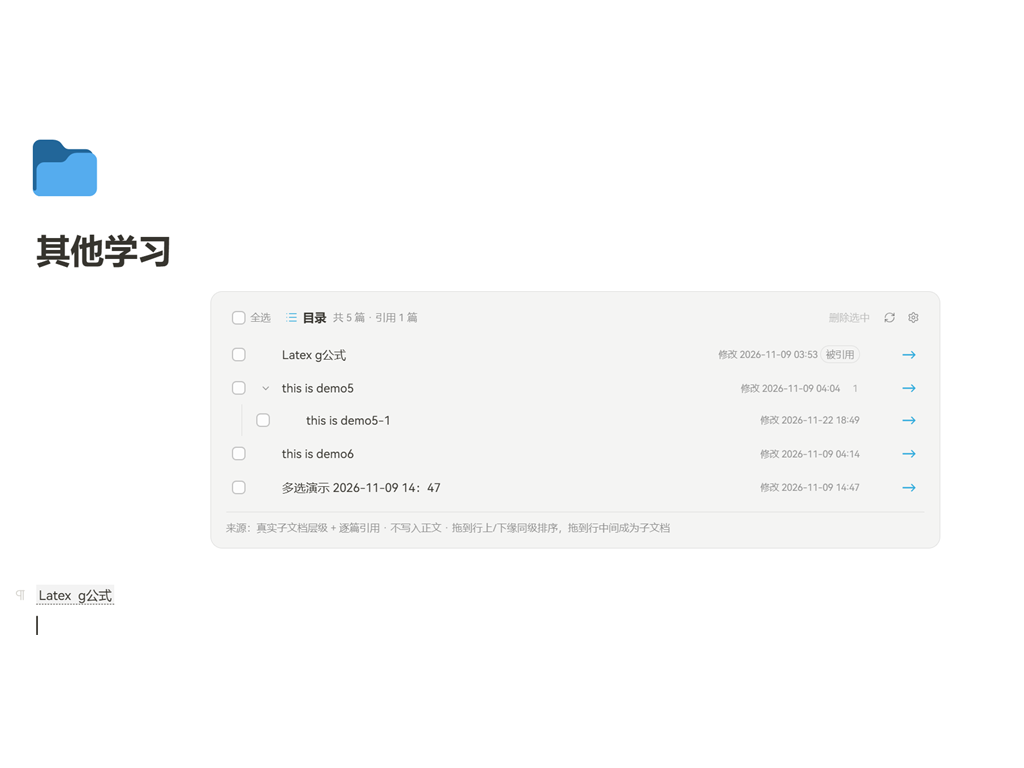 其他学习
全选 目录 共 5 篇 · 引用 1 篇 删除选中
Latex g公式 修改 2026-11-09 03:53 被引用
this is demo5 修改 2026-11-09 04:04 1
this is demo5-1 修改 2026-11-22 18:49
this is demo6 修改 2026-11-09 04:14
多选演示 2026-11-09 14：47 修改 2026-11-09 14:47
来源：真实子文档层级 + 逐篇引用 · 不写入正文 · 拖到行上/下缘同级排序，拖到行中间成为子文档
Latex g公式